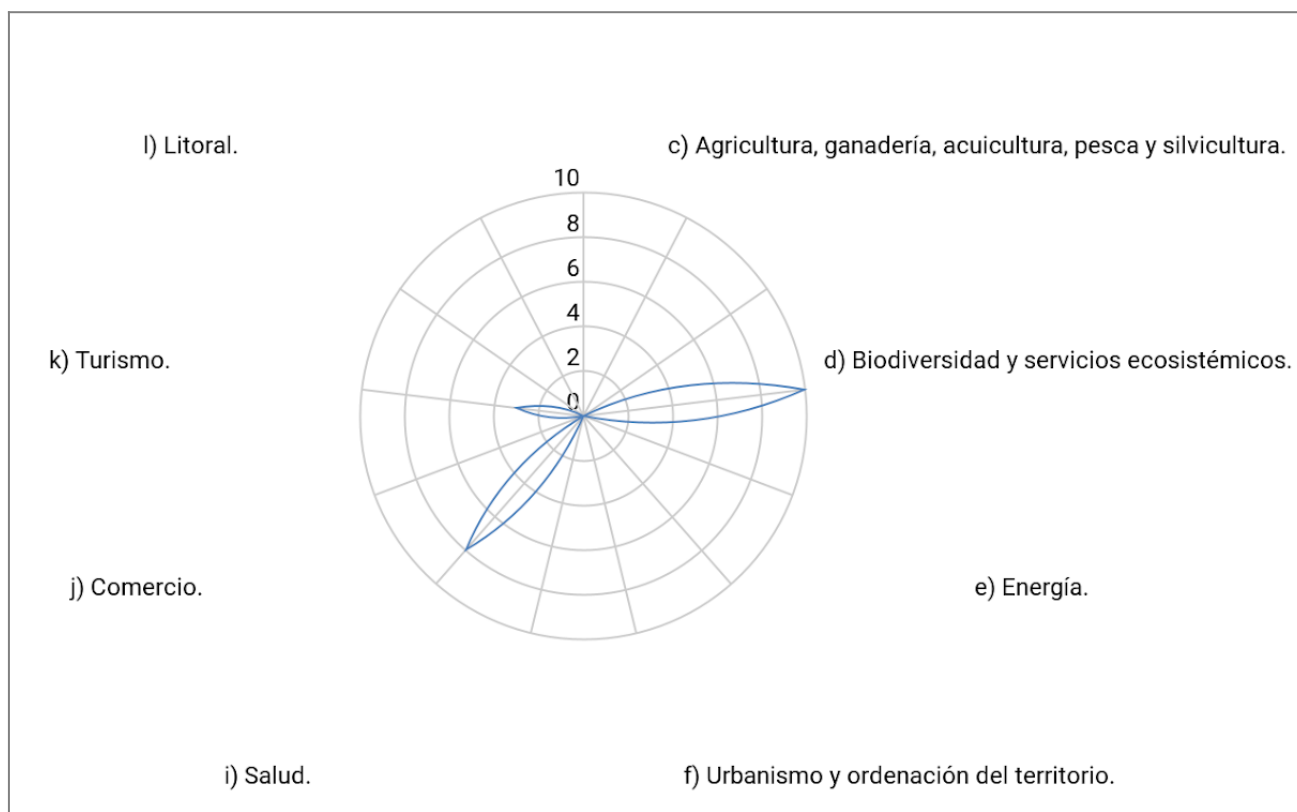 l) Litoral.
c) Agricultura, ganadería, acuicultura, pesca y silvicultura.
10
8
6
4
2
0
k) Turismo.
d) Biodiversidad y servicios ecosistémicos.
j) Comercio.
e) Energía.
i) Salud.
f) Urbanismo y ordenación del territorio.